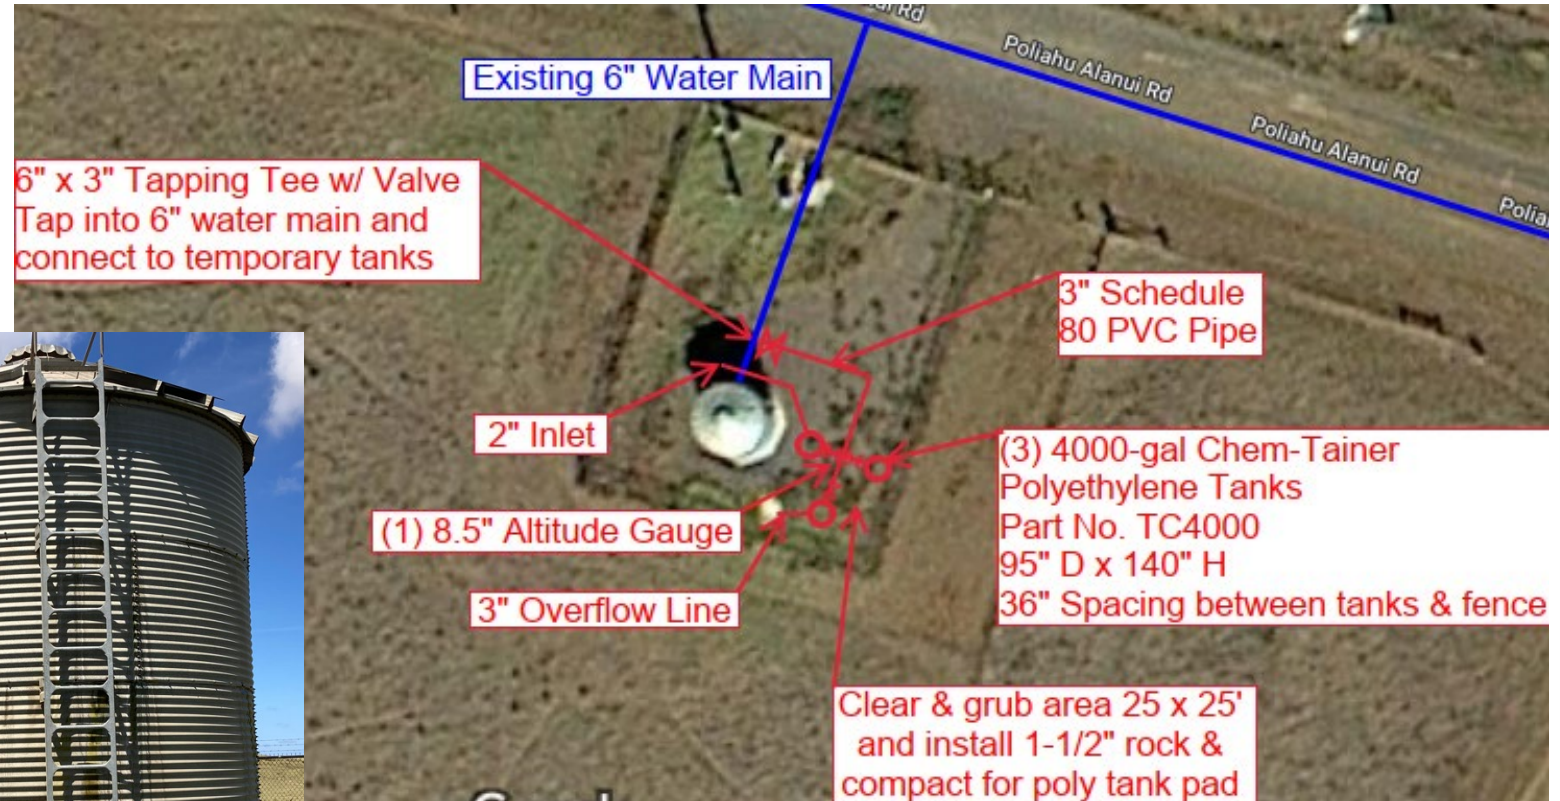 Rd
Existing 6" Water Main
Poliahu Alanui Rd
Poliahu Alanui Rd
6" x 3" Tapping Tee w/ Valve
Tap into 6" water main and
connect to temporary tanks
3" Schedule
80 PVC Pipe
2" Inlet
(3) 4000-gal Chem-Tainer
Polyethylene Tanks
Part No. TC4000
95" D x 140" H
36" Spacing between tanks & fence
(1) 8.5" Altitude Gauge
3" Overflow Line
Clear & grub area 25 x 25'
and install 1-1/2" rock &
compact for poly tank pad